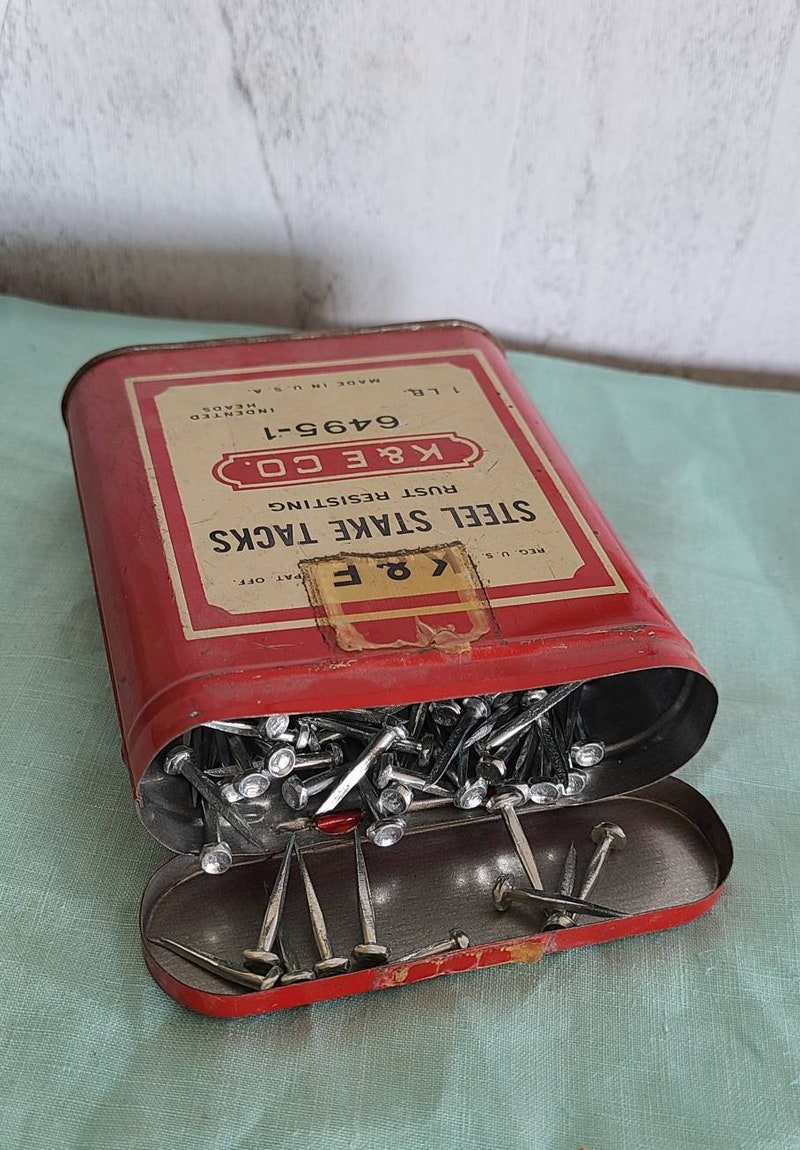 K & E
REG. U. S. PAT. OFF.
STEEL STAKE TACKS
RUST RESISTING
K & E CO.
6495-1
INDENTED
HEADS
1 LB.
MADE IN U.S.A.